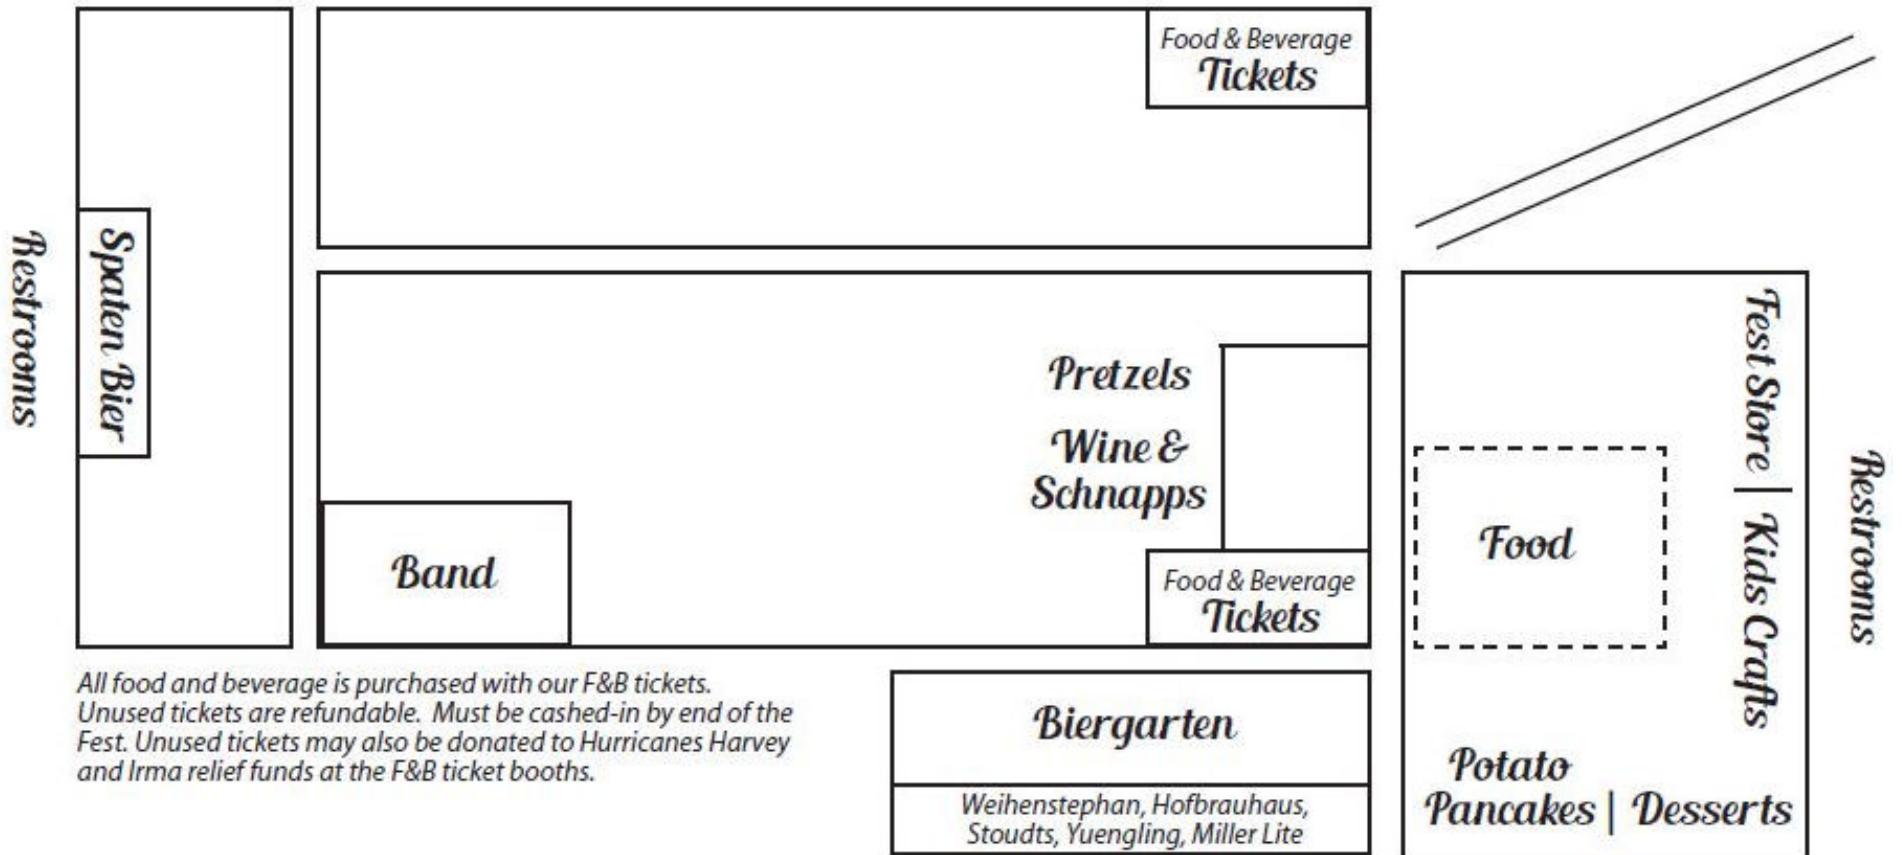 Food & Beverage
Tickets
Restrooms
Spaten Bier
Pretzels
Wine &
Schnapps
Band
Food & Beverage
Tickets
Fest Store
Food
Kids Crafts
Restrooms
Potato
Pancakes | Desserts
All food and beverage is purchased with our F&B tickets.
Unused tickets are refundable. Must be cashed-in by end of the
Fest. Unused tickets may also be donated to Hurricanes Harvey
and Irma relief funds at the F&B ticket booths.
Biergarten
Weihenstephan, Hofbrauhaus,
Stoudts, Yuengling, Miller Lite